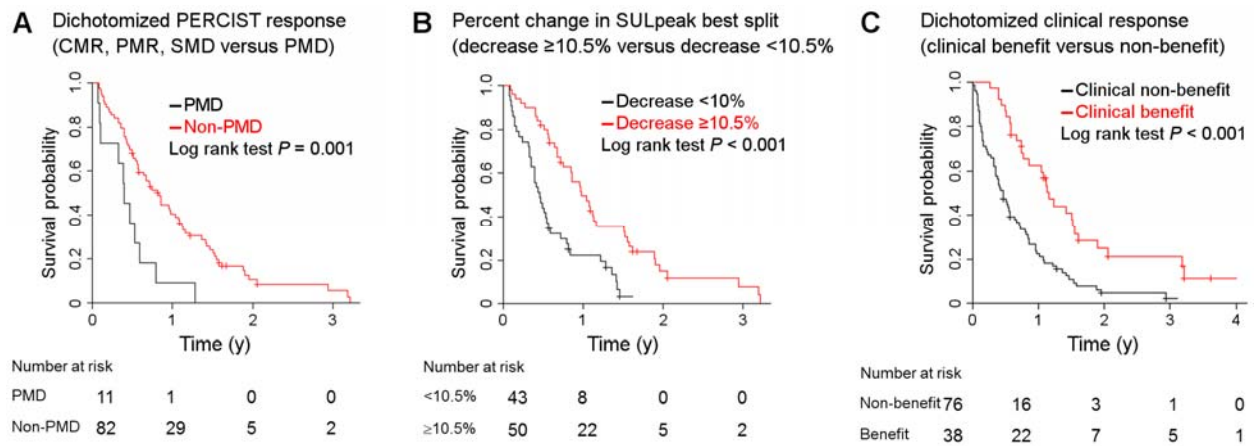 A Dichotomized PERCIST response
(CMR, PMR, SMD versus PMD)
Survival probability
1.0
0.8
0.6
0.4
0.2
0
PMD
Non-PMD
Log rank test P = 0.001
0 1 2 3
Time (y)
Number at risk
PMD 11 1 0 0
Non-PMD 82 29 5 2
B Percent change in SULpeak best split
(decrease ≥10.5% versus decrease <10.5%
Survival probability
1.0
0.8
0.6
0.4
0.2
0
Decrease <10%
Decrease ≥10.5%
Log rank test P < 0.001
0 1 2 3
Time (y)
Number at risk
<10.5% 43 8 0 0
≥10.5% 50 22 5 2
C Dichotomized clinical response
(clinical benefit versus non-benefit)
Survival probability
1.0
0.8
0.6
0.4
0.2
0
Clinical non-benefit
Clinical benefit
Log rank test P < 0.001
0 1 2 3 4
Time (y)
Number at risk
Non-benefit 76 16 3 1 0
Benefit 38 22 7 5 1